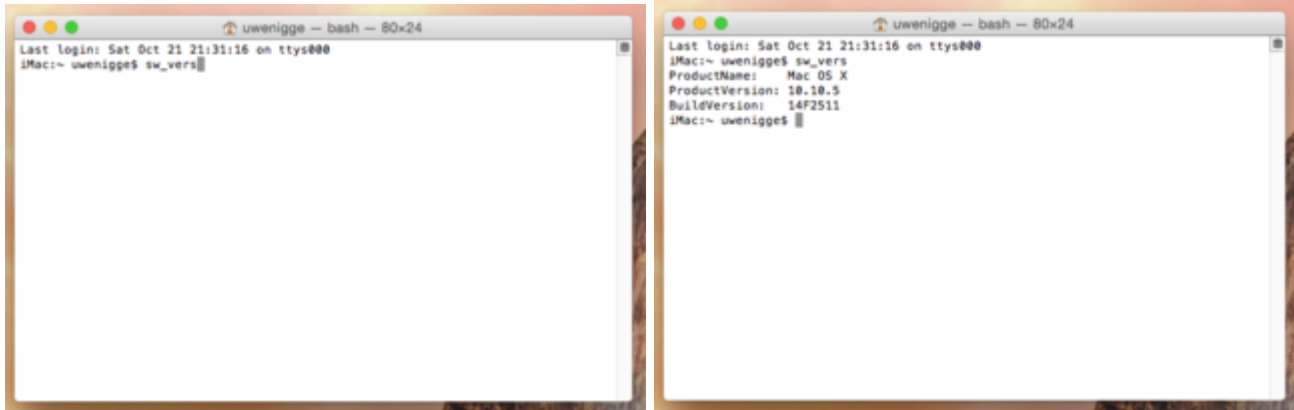 uwenigge — bash — 80×24
Last login: Sat Oct 21 21:31:16 on ttys000
iMac:~ uwenigge$ sw_vers
uwenigge — bash — 80×24
Last login: Sat Oct 21 21:31:16 on ttys000
iMac:~ uwenigge$ sw_vers
ProductName: Mac OS X
ProductVersion: 10.10.5
BuildVersion: 14F2511
iMac:~ uwenigge$